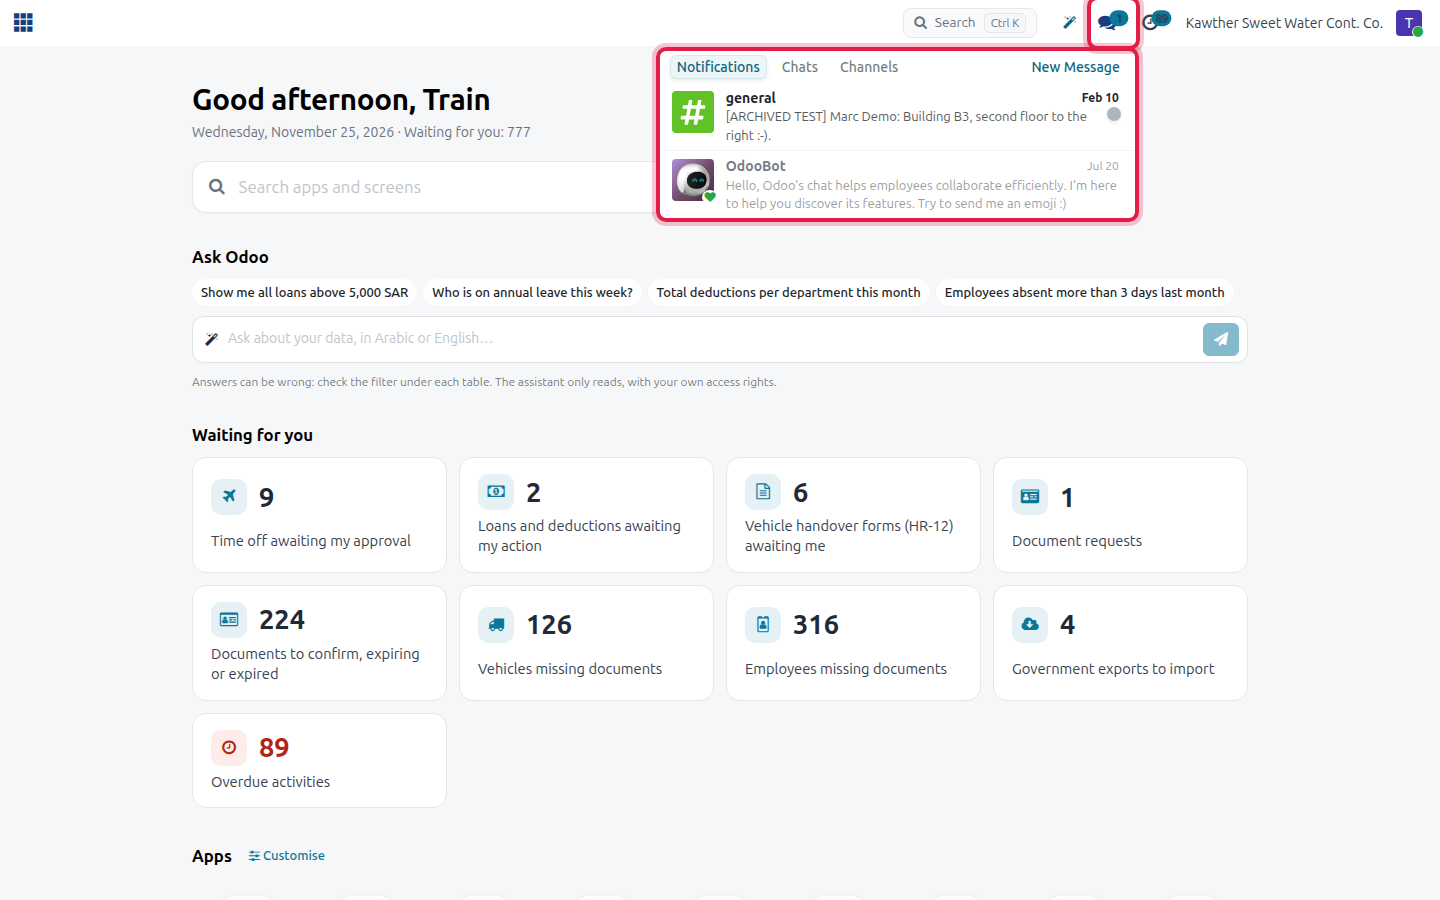 Search Ctrl K
1
89
Kawther Sweet Water Cont. Co.
T
Notifications Chats Channels New Message
general Feb 10
[ARCHIVED TEST] Marc Demo: Building B3, second floor to the
right :-).
OdooBot Jul 20
Hello, Odoo's chat helps employees collaborate efficiently. I'm here
to help you discover its features. Try to send me an emoji :)
Good afternoon, Train
Wednesday, November 25, 2026 · Waiting for you: 777
Search apps and screens
Ask Odoo
Show me all loans above 5,000 SAR Who is on annual leave this week? Total deductions per department this month Employees absent more than 3 days last month
Ask about your data, in Arabic or English...
Answers can be wrong: check the filter under each table. The assistant only reads, with your own access rights.
Waiting for you
9
Time off awaiting my approval
2
Loans and deductions awaiting
my action
6
Vehicle handover forms (HR-12)
awaiting me
1
Document requests
224
Documents to confirm, expiring
or expired
126
Vehicles missing documents
316
Employees missing documents
4
Government exports to import
89
Overdue activities
Apps Customise